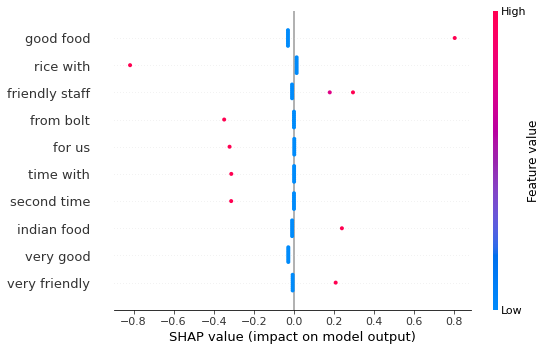 good food
rice with
friendly staff
from bolt
for us
time with
second time
indian food
very good
very friendly
−0.8 −0.6 −0.4 −0.2 0.0 0.2 0.4 0.6 0.8
SHAP value (impact on model output)
High
Feature value
Low